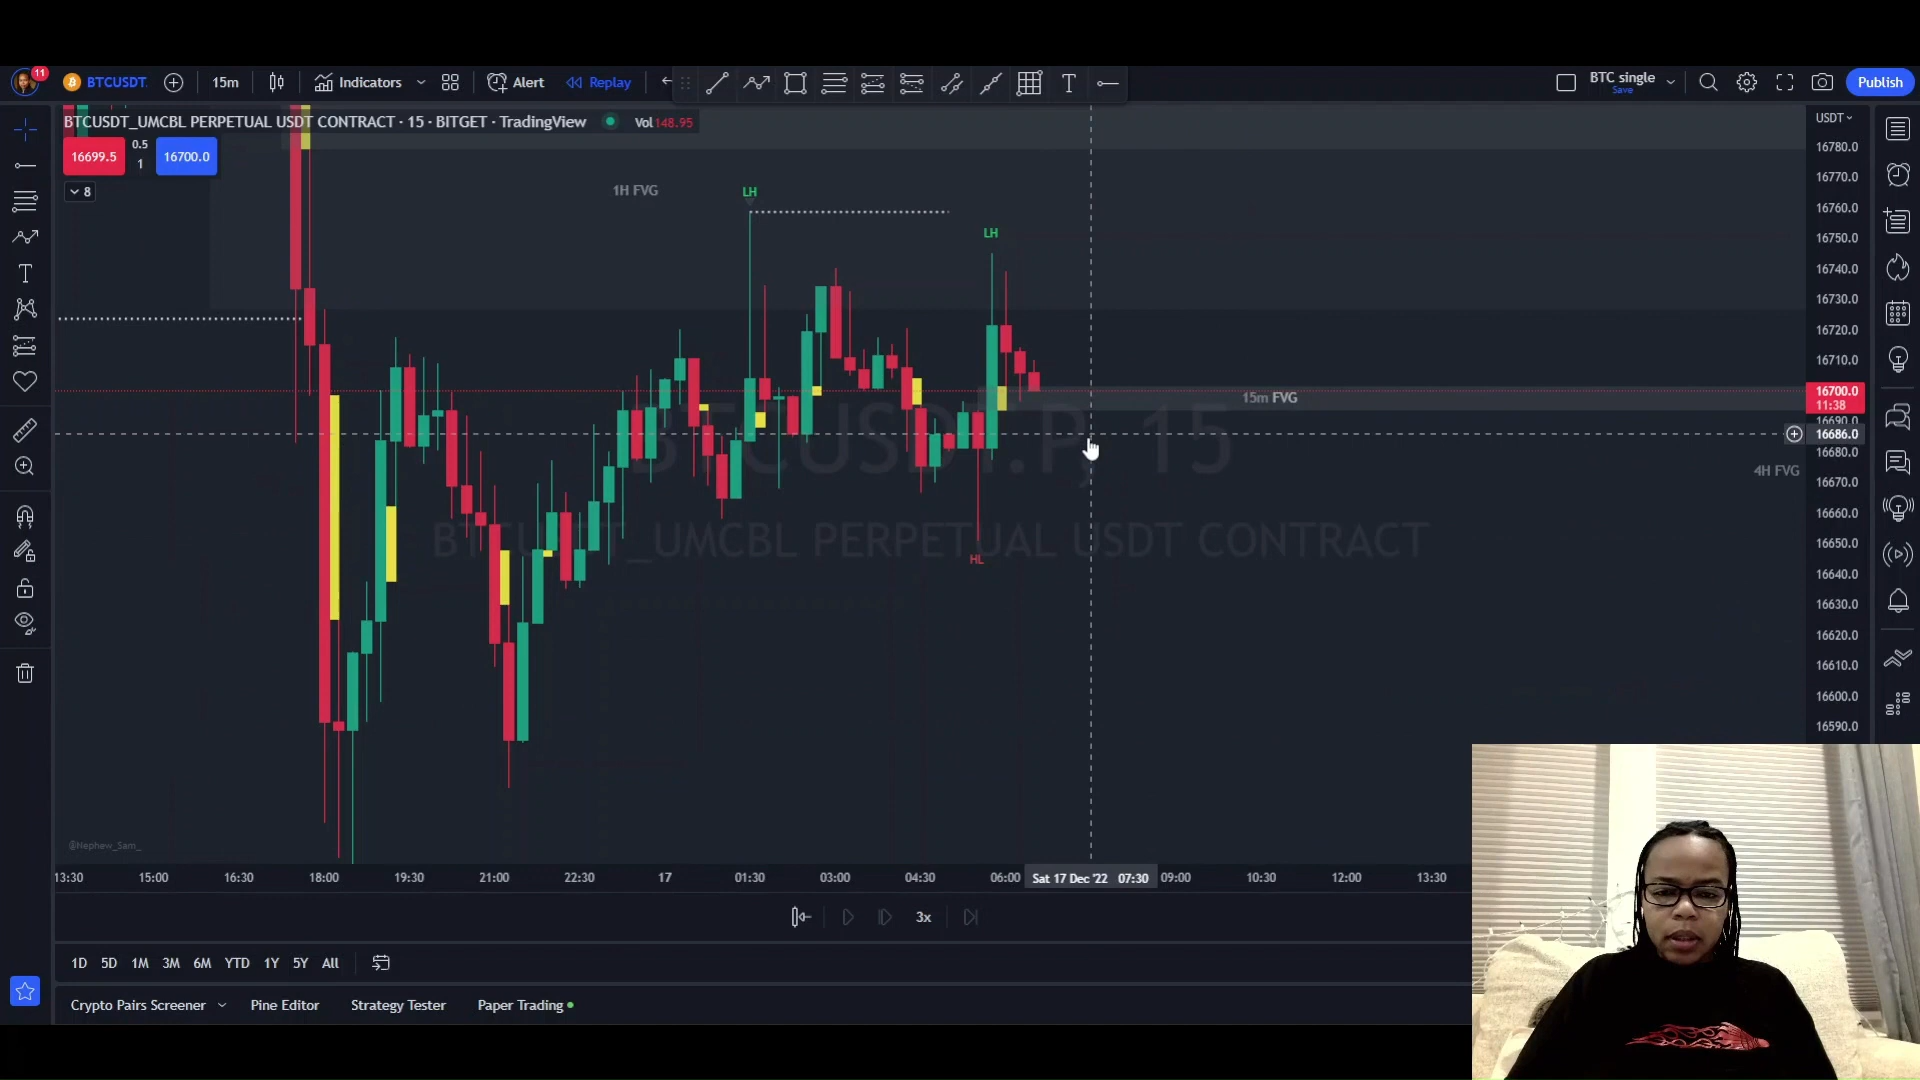 11
BTCUSDT
15m
Indicators
Alert
Replay
BTC single
Save
Publish
BTCUSDT_UMCBL PERPETUAL USDT CONTRACT · 15 · BITGET · TradingView
Vol148.95
USDT
16699.5
0.5
1
16700.0
8
1H FVG
LH
LH
HL
15m FVG
4H FVG
BTCUSDT.P, 15
BTCUSDT_UMCBL PERPETUAL USDT CONTRACT
16780.0
16770.0
16760.0
16750.0
16740.0
16730.0
16720.0
16710.0
16700.0
11:38
16690.0
16686.0
16680.0
16670.0
16660.0
16650.0
16640.0
16630.0
16620.0
16610.0
16600.0
16590.0
@Nephew_Sam_
13:30 15:00 16:30 18:00 19:30 21:00 22:30 17 01:30 03:00 04:30 06:00 Sat 17 Dec '22 07:30 09:00 10:30 12:00 13:30
3x
1D 5D 1M 3M 6M YTD 1Y 5Y All
Crypto Pairs Screener Pine Editor Strategy Tester Paper Trading